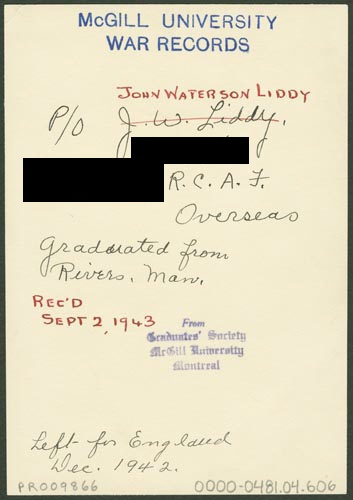 McGILL UNIVERSITY
WAR RECORDS
JOHN WATERSON LIDDY
P/O J. W. Liddy,
R. C. A. F.
Overseas
Graduated from
Rivers, Man.
REC'D
SEPT 2, 1943
From
Graduates' Society
McGill University
Montreal
Left for England
Dec. 1942.
PR009866
0000-0481.04.606